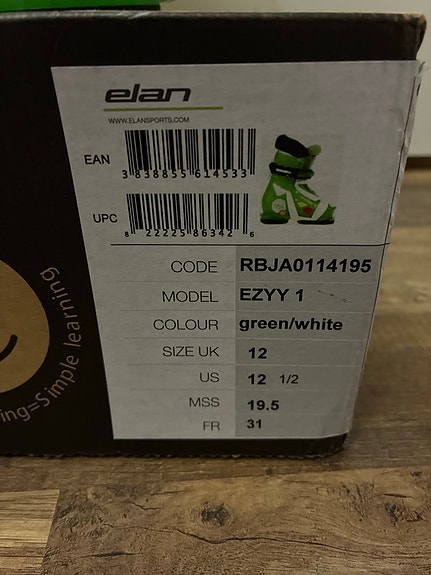 elan
WWW.ELANSPORTS.COM
EAN
3 838855 614533
UPC
8 22225 86342 6
CODE RBJA0114195
MODEL EZYY 1
COLOUR green/white
SIZE UK 12
US 12 1/2
MSS 19.5
FR 31
ing=Simple learning